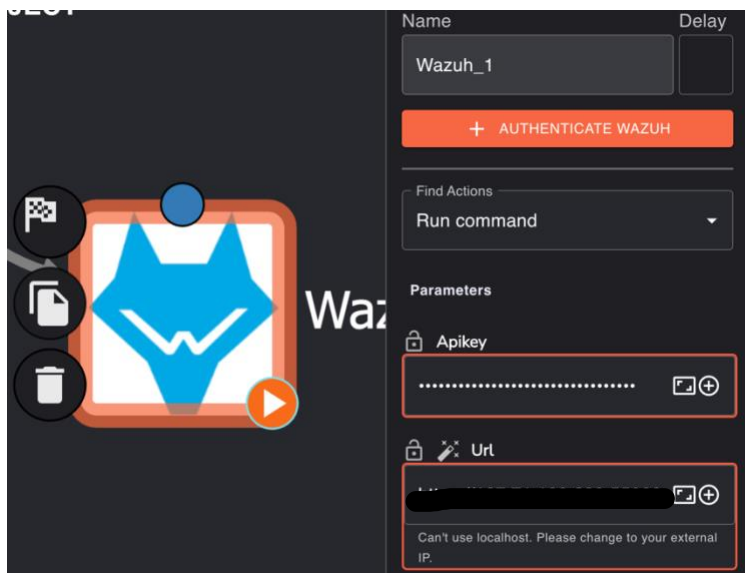 Name
Delay
Wazuh_1
+ AUTHENTICATE WAZUH
Find Actions
Run command
Parameters
Apikey
•••••••••••••••••••••••••••••••••
Url
Can't use localhost. Please change to your external
IP.